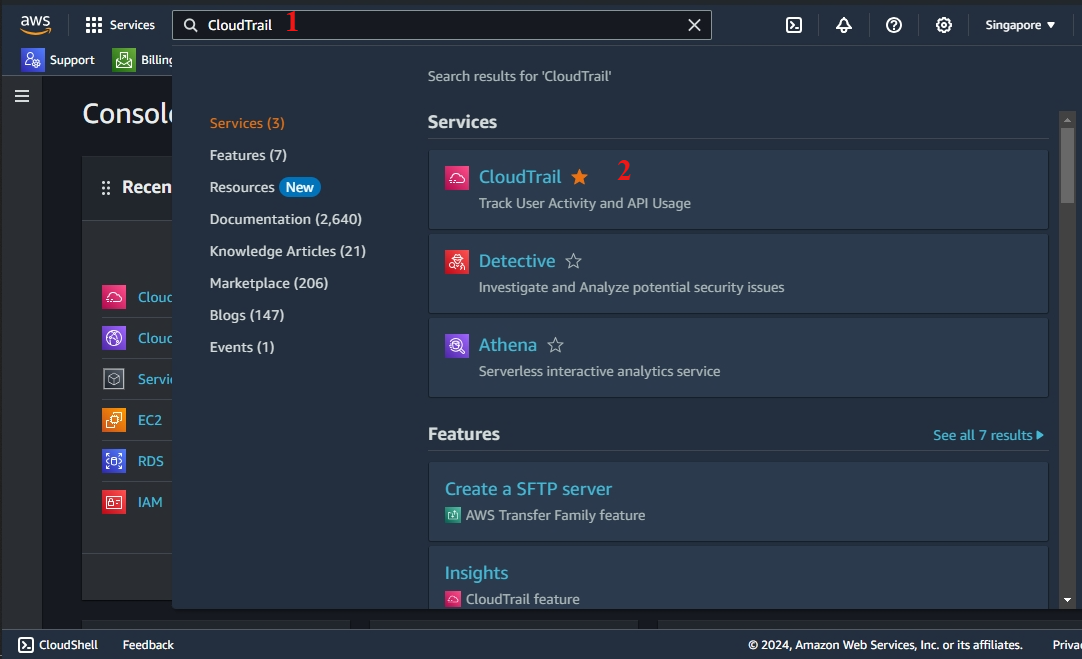 aws
Services
CloudTrail
1
Singapore
Support
Billing
Search results for 'CloudTrail'
Console
Recen
Cloud
Cloud
Servic
EC2
RDS
IAM
Services (3)
Features (7)
Resources New
Documentation (2,640)
Knowledge Articles (21)
Marketplace (206)
Blogs (147)
Events (1)
Services
CloudTrail
2
Track User Activity and API Usage
Detective
Investigate and Analyze potential security issues
Athena
Serverless interactive analytics service
Features
See all 7 results
Create a SFTP server
AWS Transfer Family feature
Insights
CloudTrail feature
CloudShell
Feedback
© 2024, Amazon Web Services, Inc. or its affiliates.
Priva